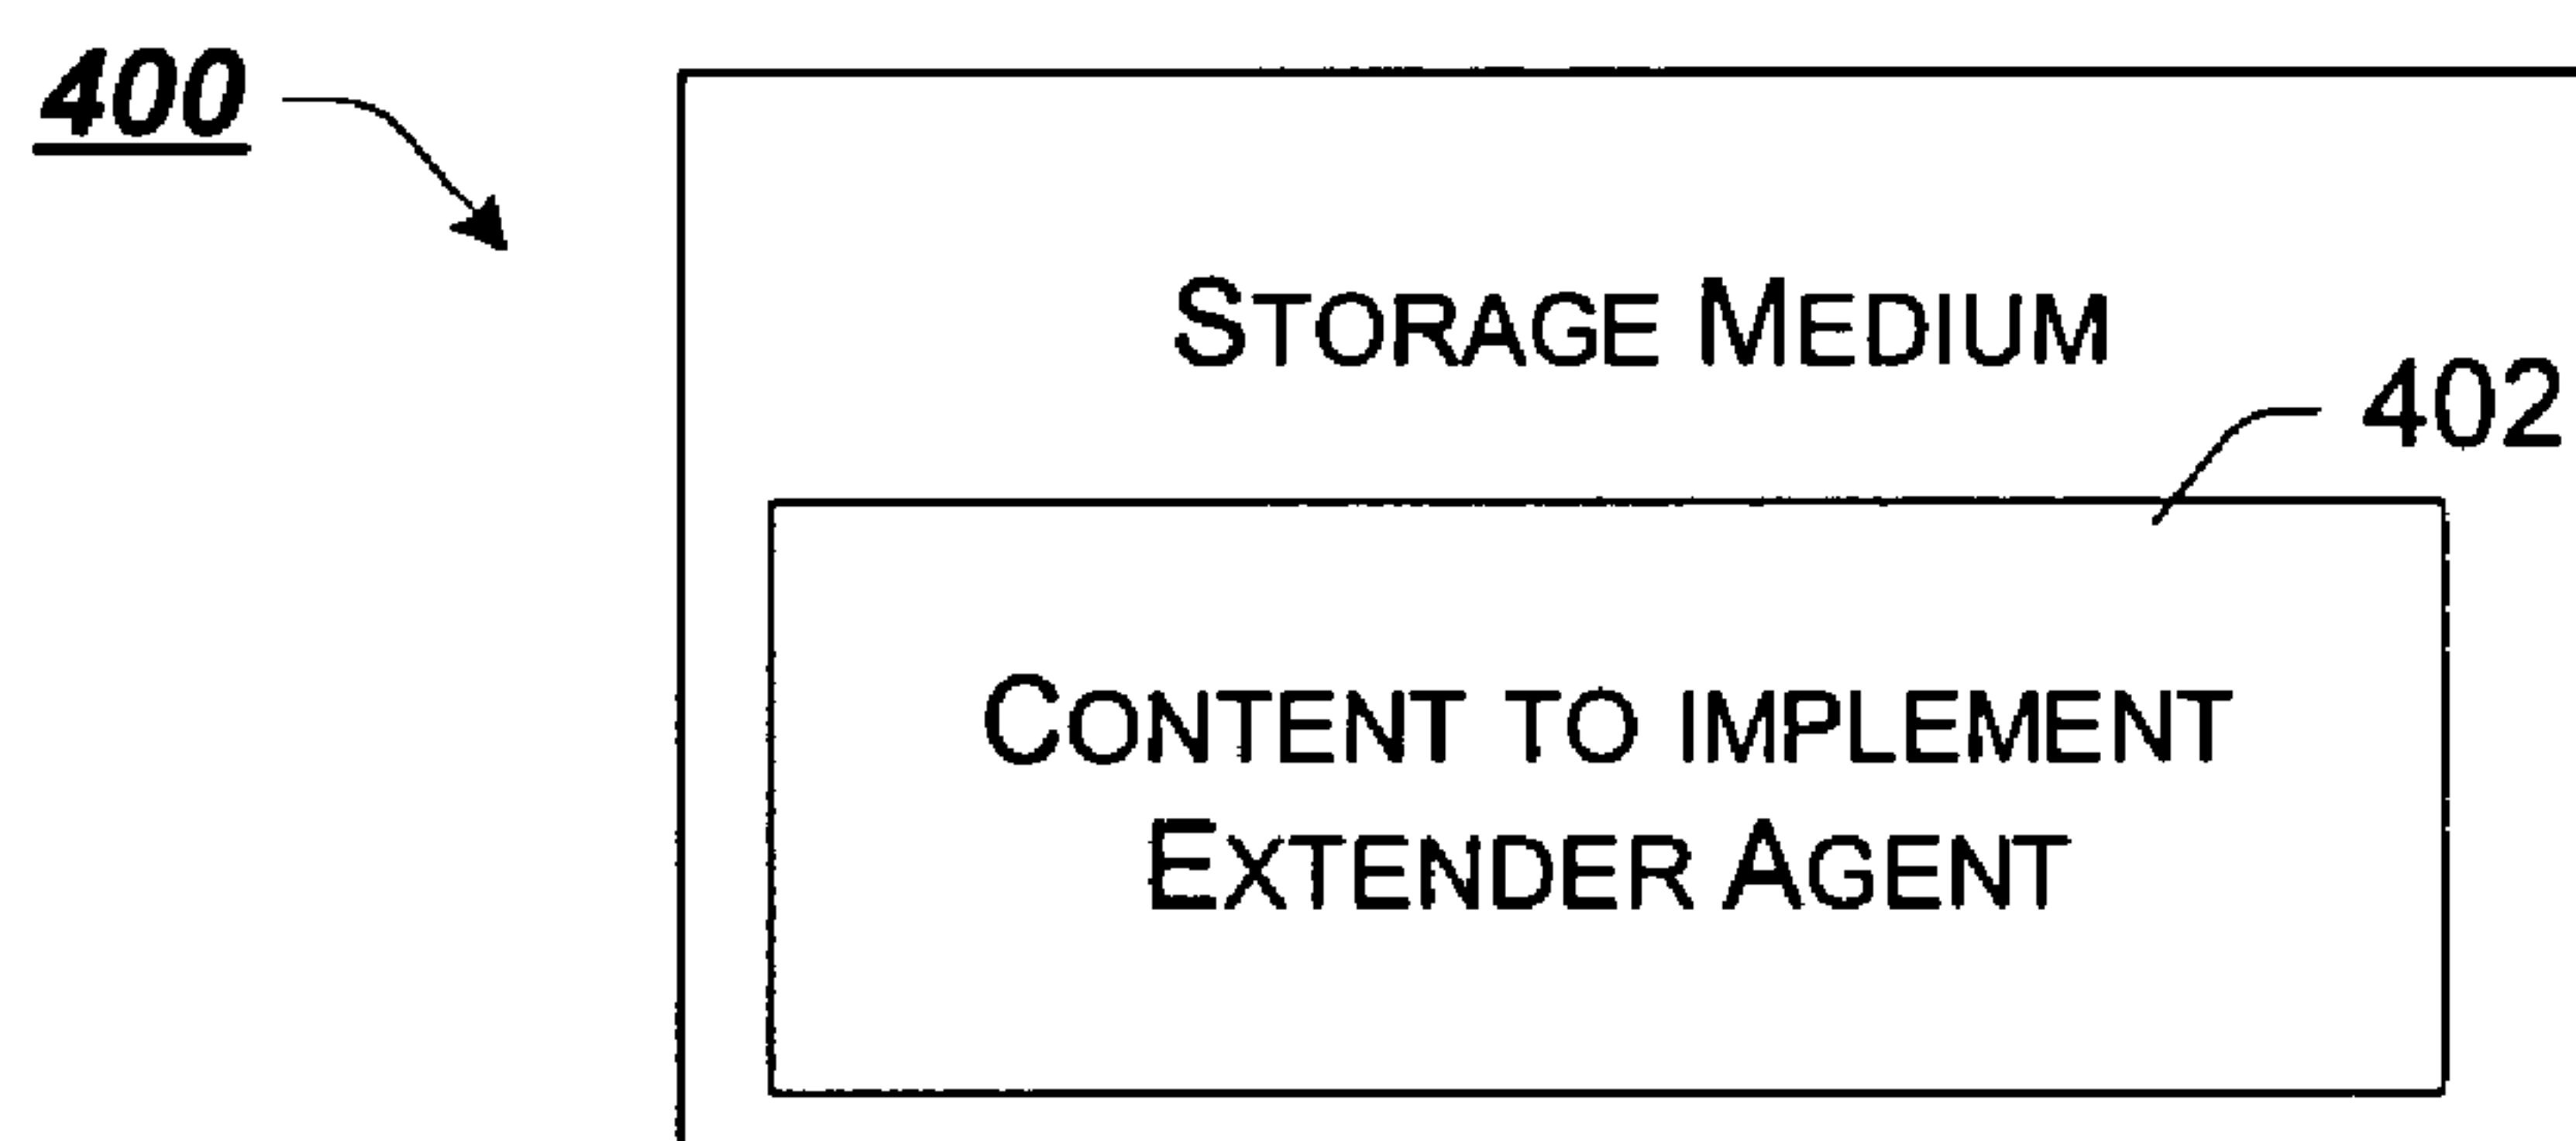 400
STORAGE MEDIUM
402
CONTENT TO IMPLEMENT
EXTENDER AGENT